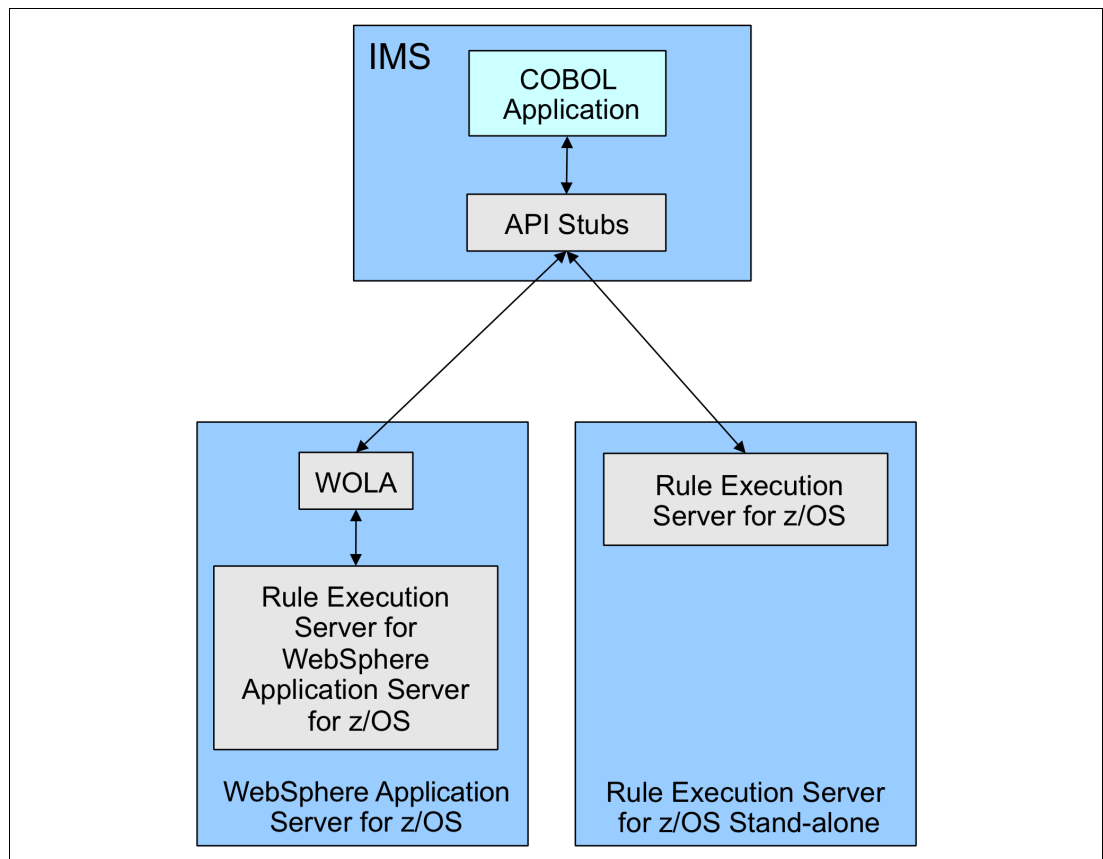 IMS
COBOL
Application
API Stubs
WOLA
Rule Execution
Server for
WebSphere
Application Server
for z/OS
WebSphere Application
Server for z/OS
Rule Execution
Server for z/OS
Rule Execution Server
for z/OS Stand-alone